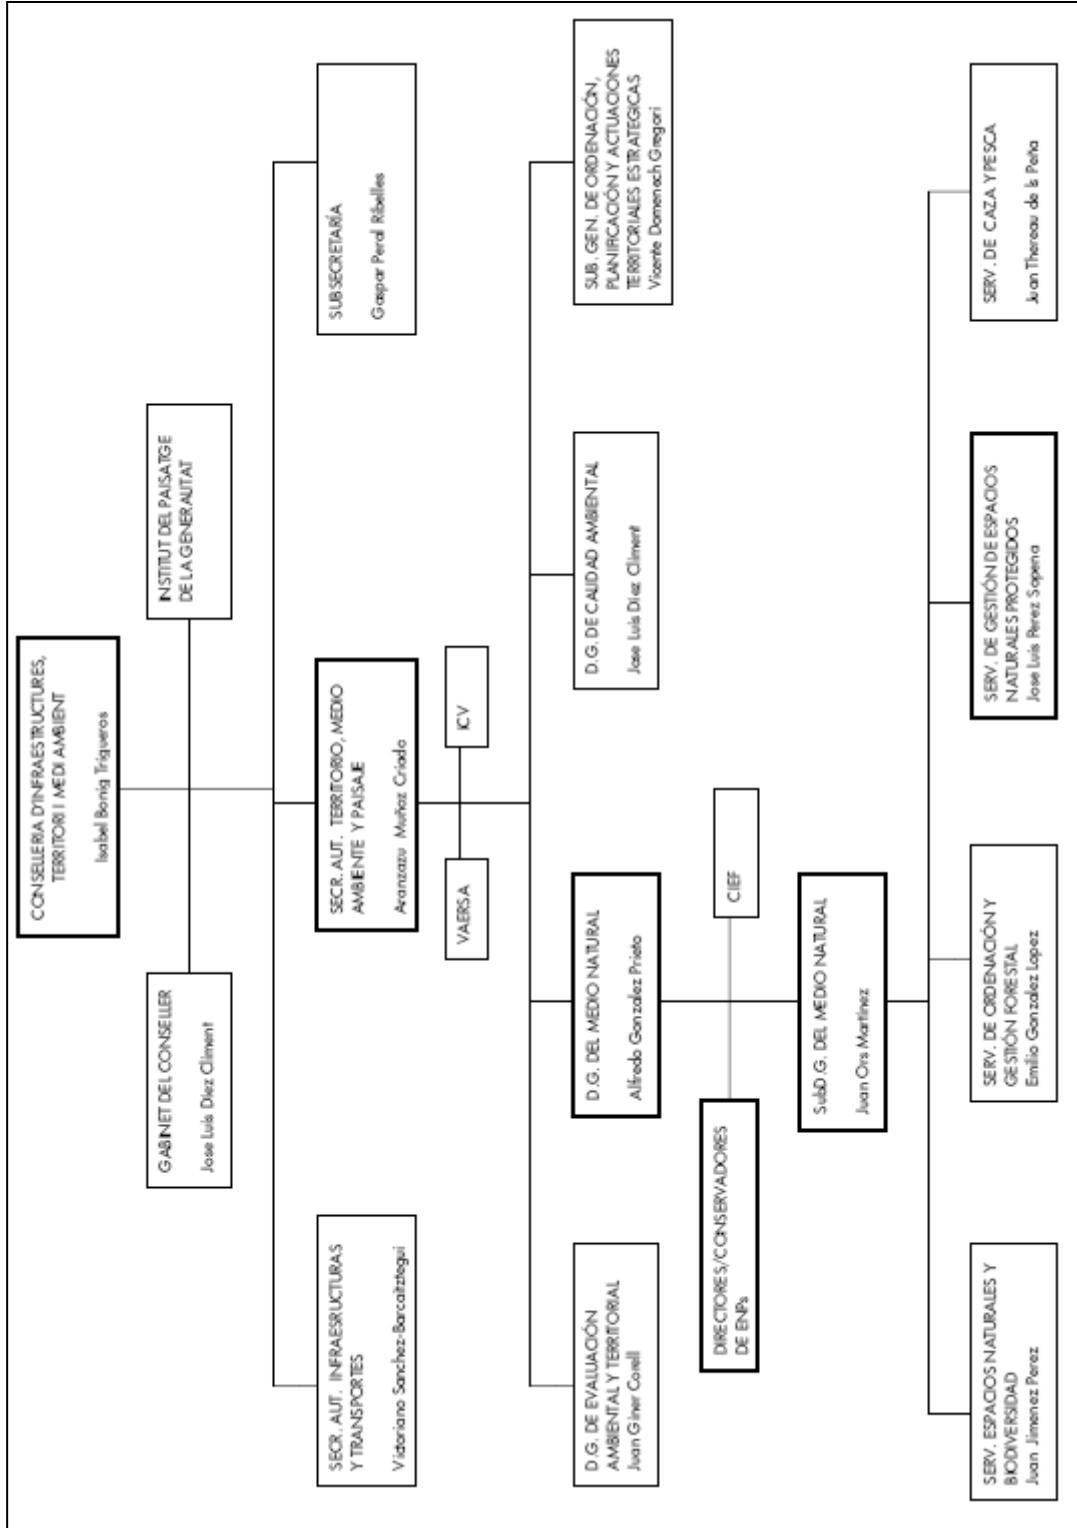 CONSELLERIA D'INFRAESTRUCTURES,
TERRITORI I MEDI AMBIENT
Isabel Bonig Trigueros
GABINET DEL CONSELLER
Jose Luis Díez Climent
INSTITUT DEL PAISATGE
DE LA GENERALITAT
SECR. AUT. INFRAESRUCTURAS
Y TRANSPORTES
Victoriano Sanchez-Barcaitztegui
SECR. AUT. TERRITORIO, MEDIO
AMBIENTE Y PAISAJE
Aranzazu Muñoz Criado
SUBSECRETARÍA
Gaspar Peral Ribelles
VAERSA
ICV
D.G. DE EVALUACIÓN
AMBIENTAL Y TERRITORIAL
Juan Giner Corell
D.G. DEL MEDIO NATURAL
Alfredo Gonzalez Prieto
D.G. DE CALIDAD AMBIENTAL
Jose Luis Díez Climent
SUB. GEN. DE ORDENACIÓN,
PLANIFICACIÓN Y ACTUACIONES
TERRITORIALES ESTRATEGICAS
Vicente Domenech Gregori
DIRECTORES/CONSERVADORES
DE ENPs
CIEF
SubD.G. DEL MEDIO NATURAL
Juan Ors Martínez
SERV. ESPACIOS NATURALES Y
BIODIVERSIDAD
Juan Jimenez Perez
SERV. DE ORDENACIÓN Y
GESTIÓN FORESTAL
Emilio Gonzalez Lopez
SERV. DE GESTIÓN DE ESPACIOS
NATURALES PROTEGIDOS
Jose Luis Perez Sopena
SERV. DE CAZA Y PESCA
Juan Thereau de la Peña